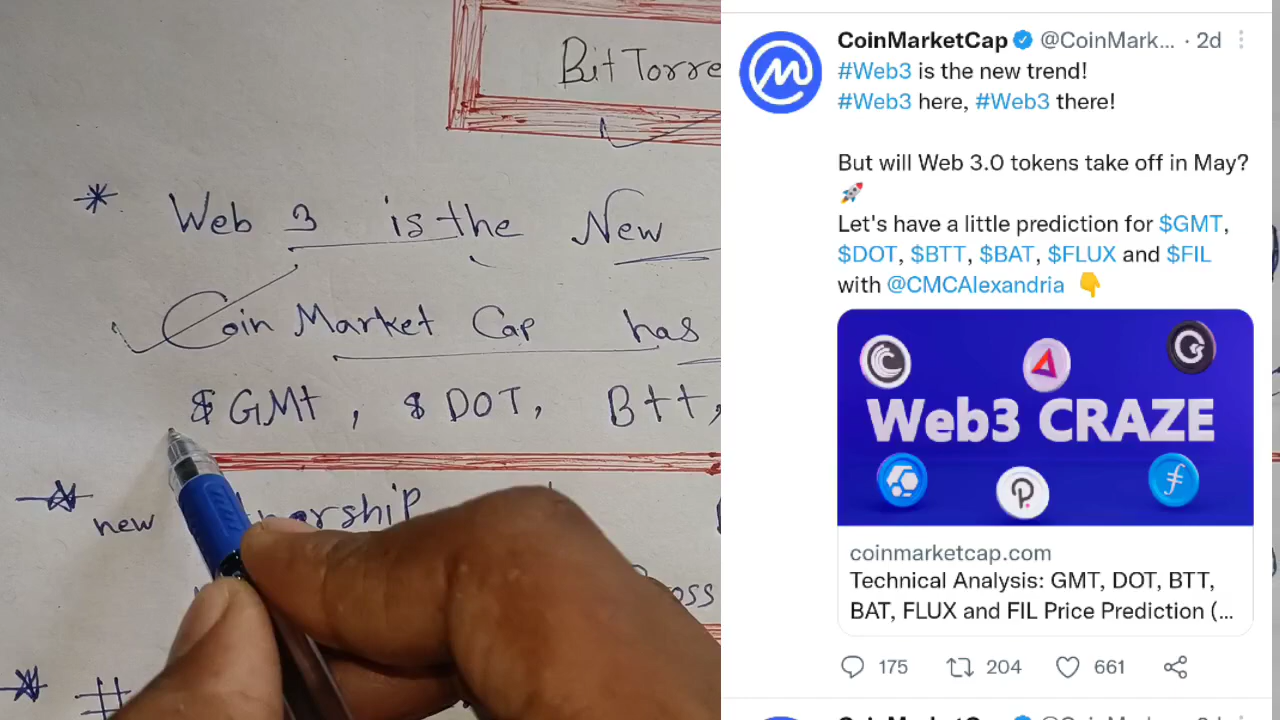 BitTorre
* Web 3 is the New
Coin Market Cap has
$ GMt, $ DOT, Btt,
new nership
oss
#
CoinMarketCap @CoinMark... · 2d
#Web3 is the new trend!
#Web3 here, #Web3 there!
But will Web 3.0 tokens take off in May?
🚀
Let's have a little prediction for $GMT,
$DOT, $BTT, $BAT, $FLUX and $FIL
with @CMCAlexandria 👇
Web3 CRAZE
coinmarketcap.com
Technical Analysis: GMT, DOT, BTT,
BAT, FLUX and FIL Price Prediction (...
175 204 661